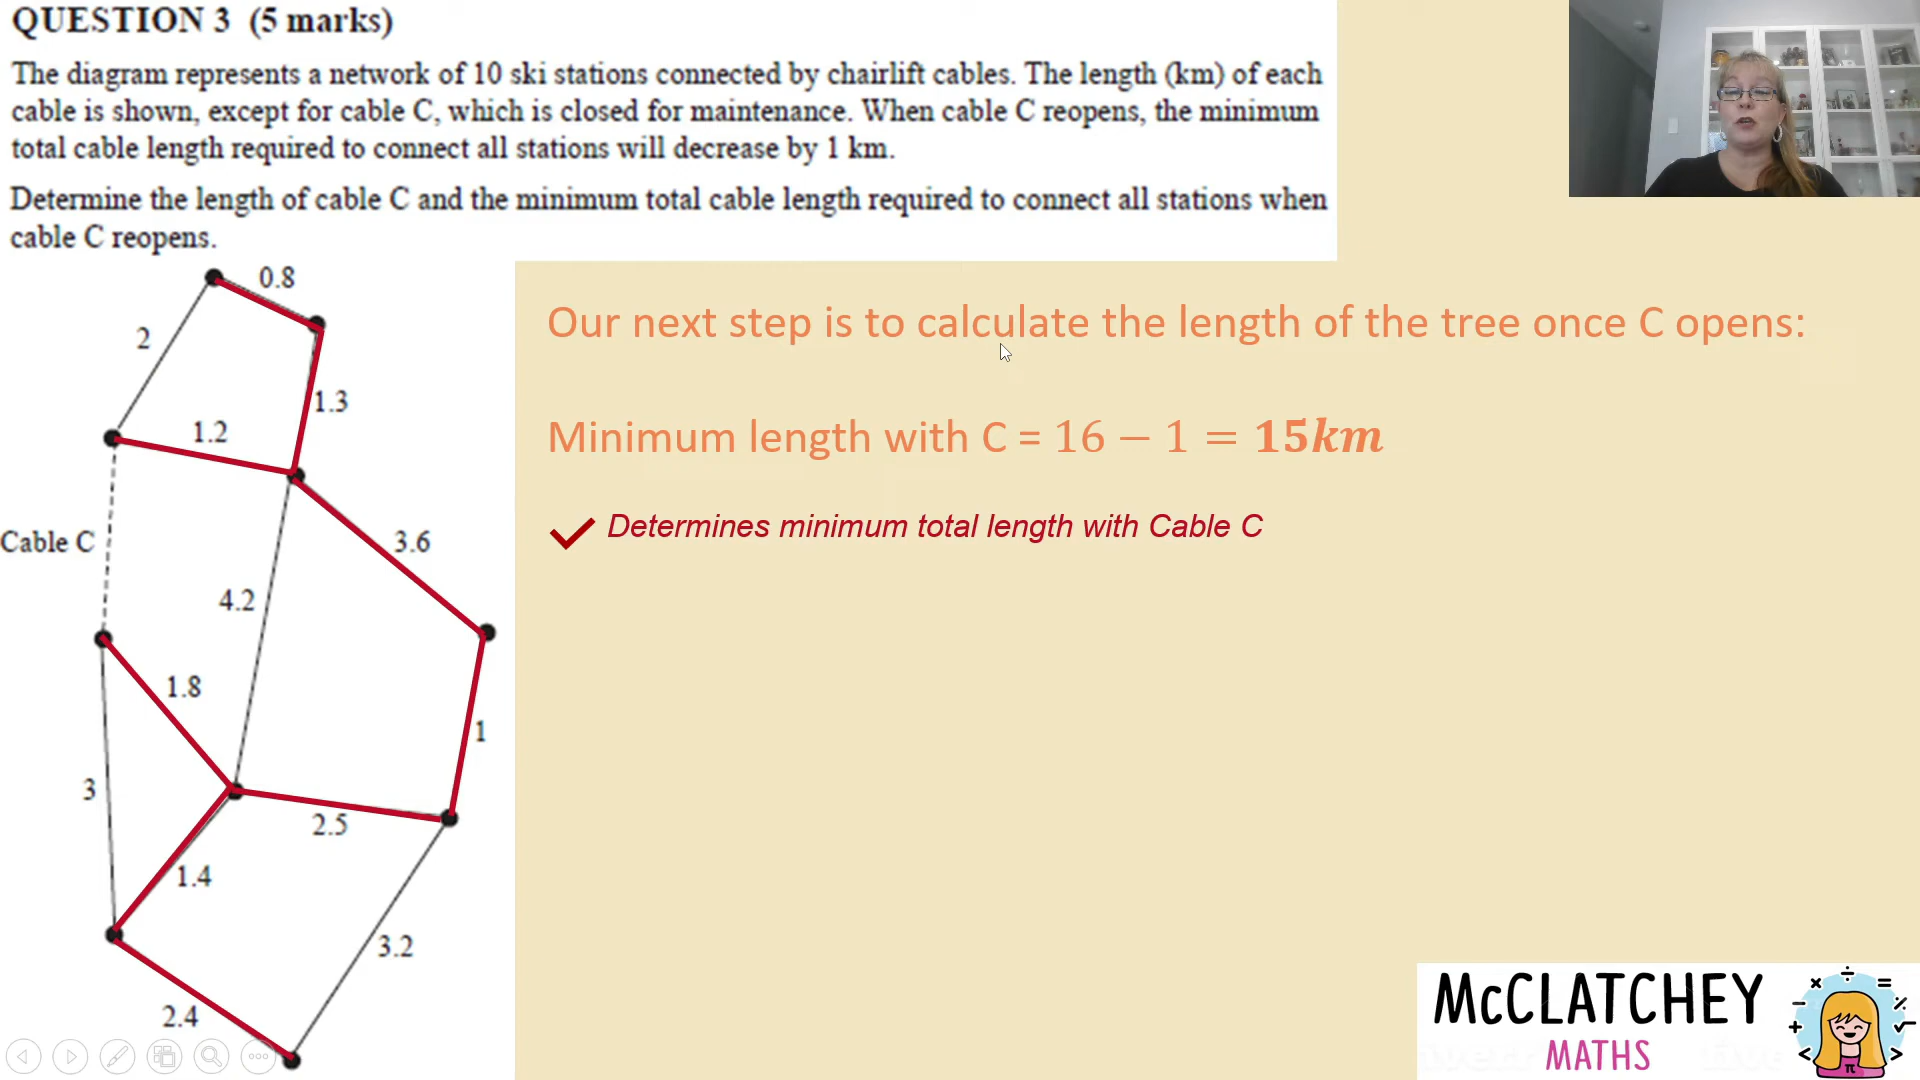 QUESTION 3 (5 marks)
The diagram represents a network of 10 ski stations connected by chairlift cables. The length (km) of each
cable is shown, except for cable C, which is closed for maintenance. When cable C reopens, the minimum
total cable length required to connect all stations will decrease by 1 km.
Determine the length of cable C and the minimum total cable length required to connect all stations when
cable C reopens.
0.8
2
1.3
1.2
Cable C
3.6
4.2
1.8
1
3
2.5
1.4
3.2
2.4
Our next step is to calculate the length of the tree once C opens:
Minimum length with C = 16 − 1 = 15km
Determines minimum total length with Cable C
McCLATCHEY
MATHS